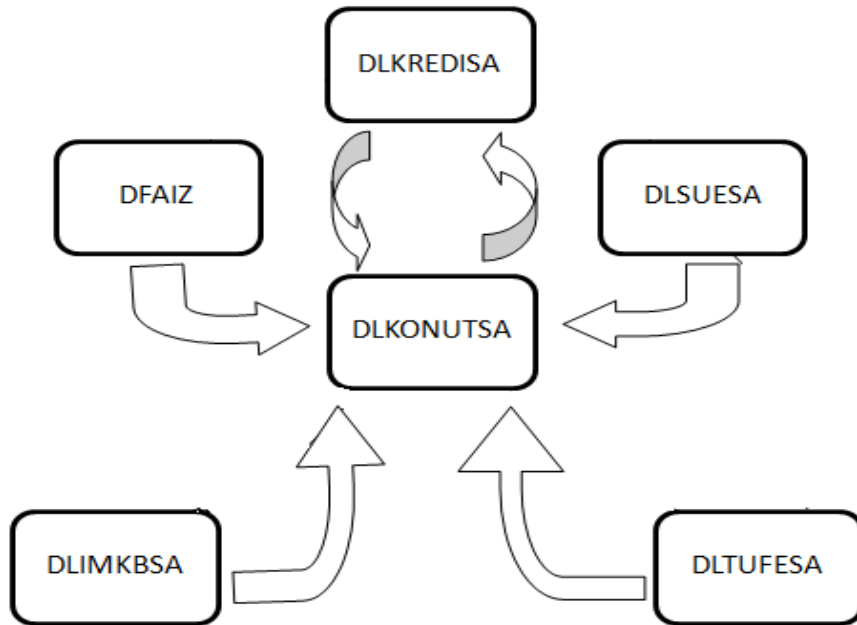 DLKREDISA
DFAIZ
DLSUESA
DLKONUTSA
DLIMKBSA
DLTUFESA